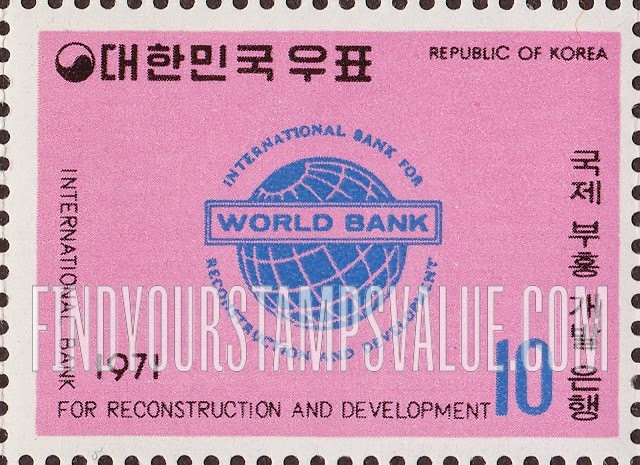 대한민국우표
REPUBLIC OF KOREA
INTERNATIONAL BANK FOR
WORLD BANK
RECONSTRUCTION AND DEVELOPMENT
국제 부흥 개발 은행
INTERNATIONAL BANK
FINDYOURSTAMPSVALUE.COM
1971
FOR RECONSTRUCTION AND DEVELOPMENT
10